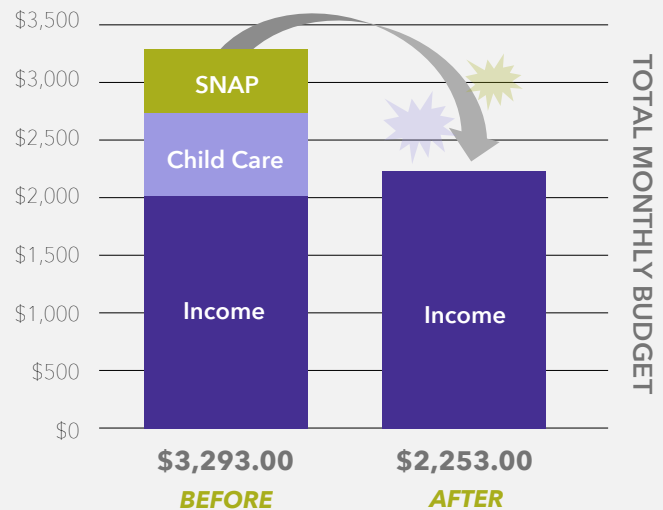 $3,500
$3,000
$2,500
$2,000
$1,500
$1,000
$500
$0
SNAP
Child Care
Income
Income
$3,293.00
$2,253.00
BEFORE
AFTER
TOTAL MONTHLY BUDGET